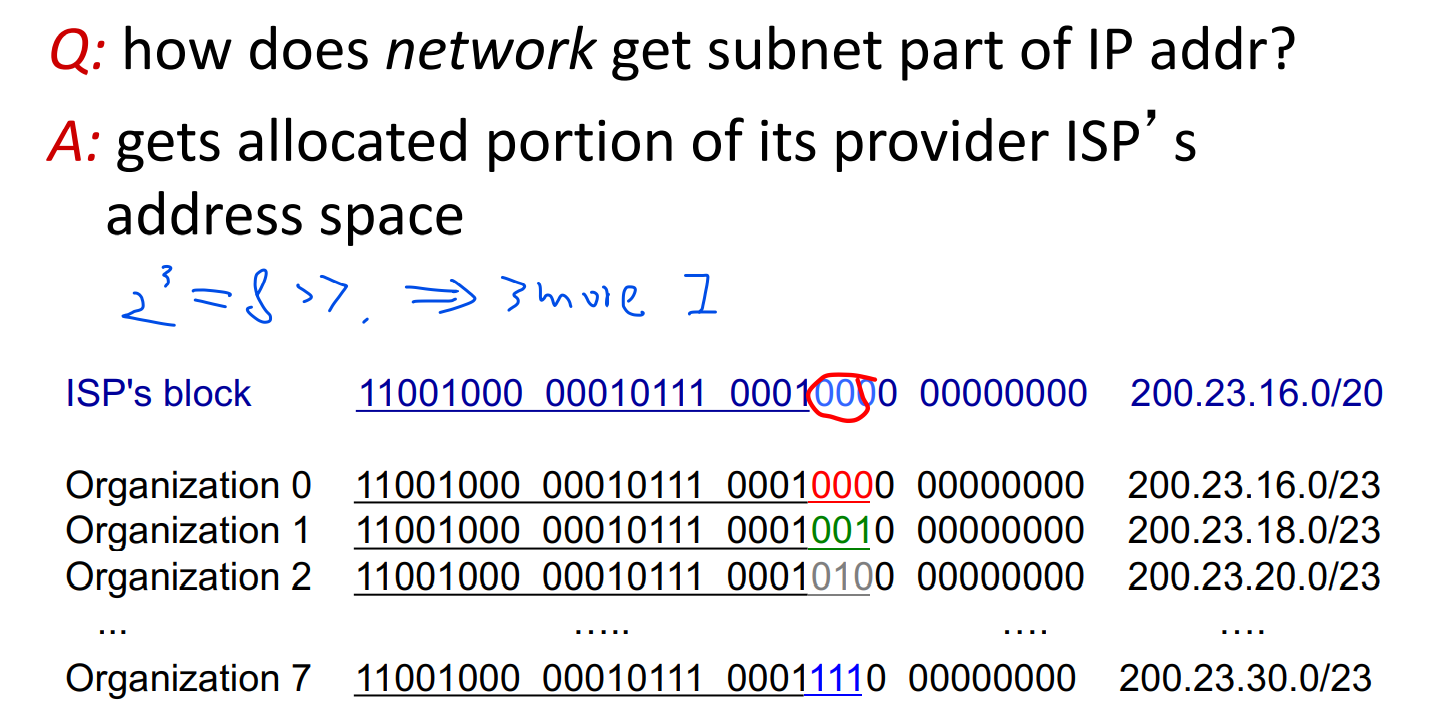 Q: how does network get subnet part of IP addr?
A: gets allocated portion of its provider ISP’s
address space
2^3 = 8 > 7. ⇒ 3 more 1
ISP's block 11001000 00010111 00010000 00000000 200.23.16.0/20
Organization 0 11001000 00010111 00010000 00000000 200.23.16.0/23
Organization 1 11001000 00010111 00010010 00000000 200.23.18.0/23
Organization 2 11001000 00010111 00010100 00000000 200.23.20.0/23
... ..... .... ....
Organization 7 11001000 00010111 00011110 00000000 200.23.30.0/23